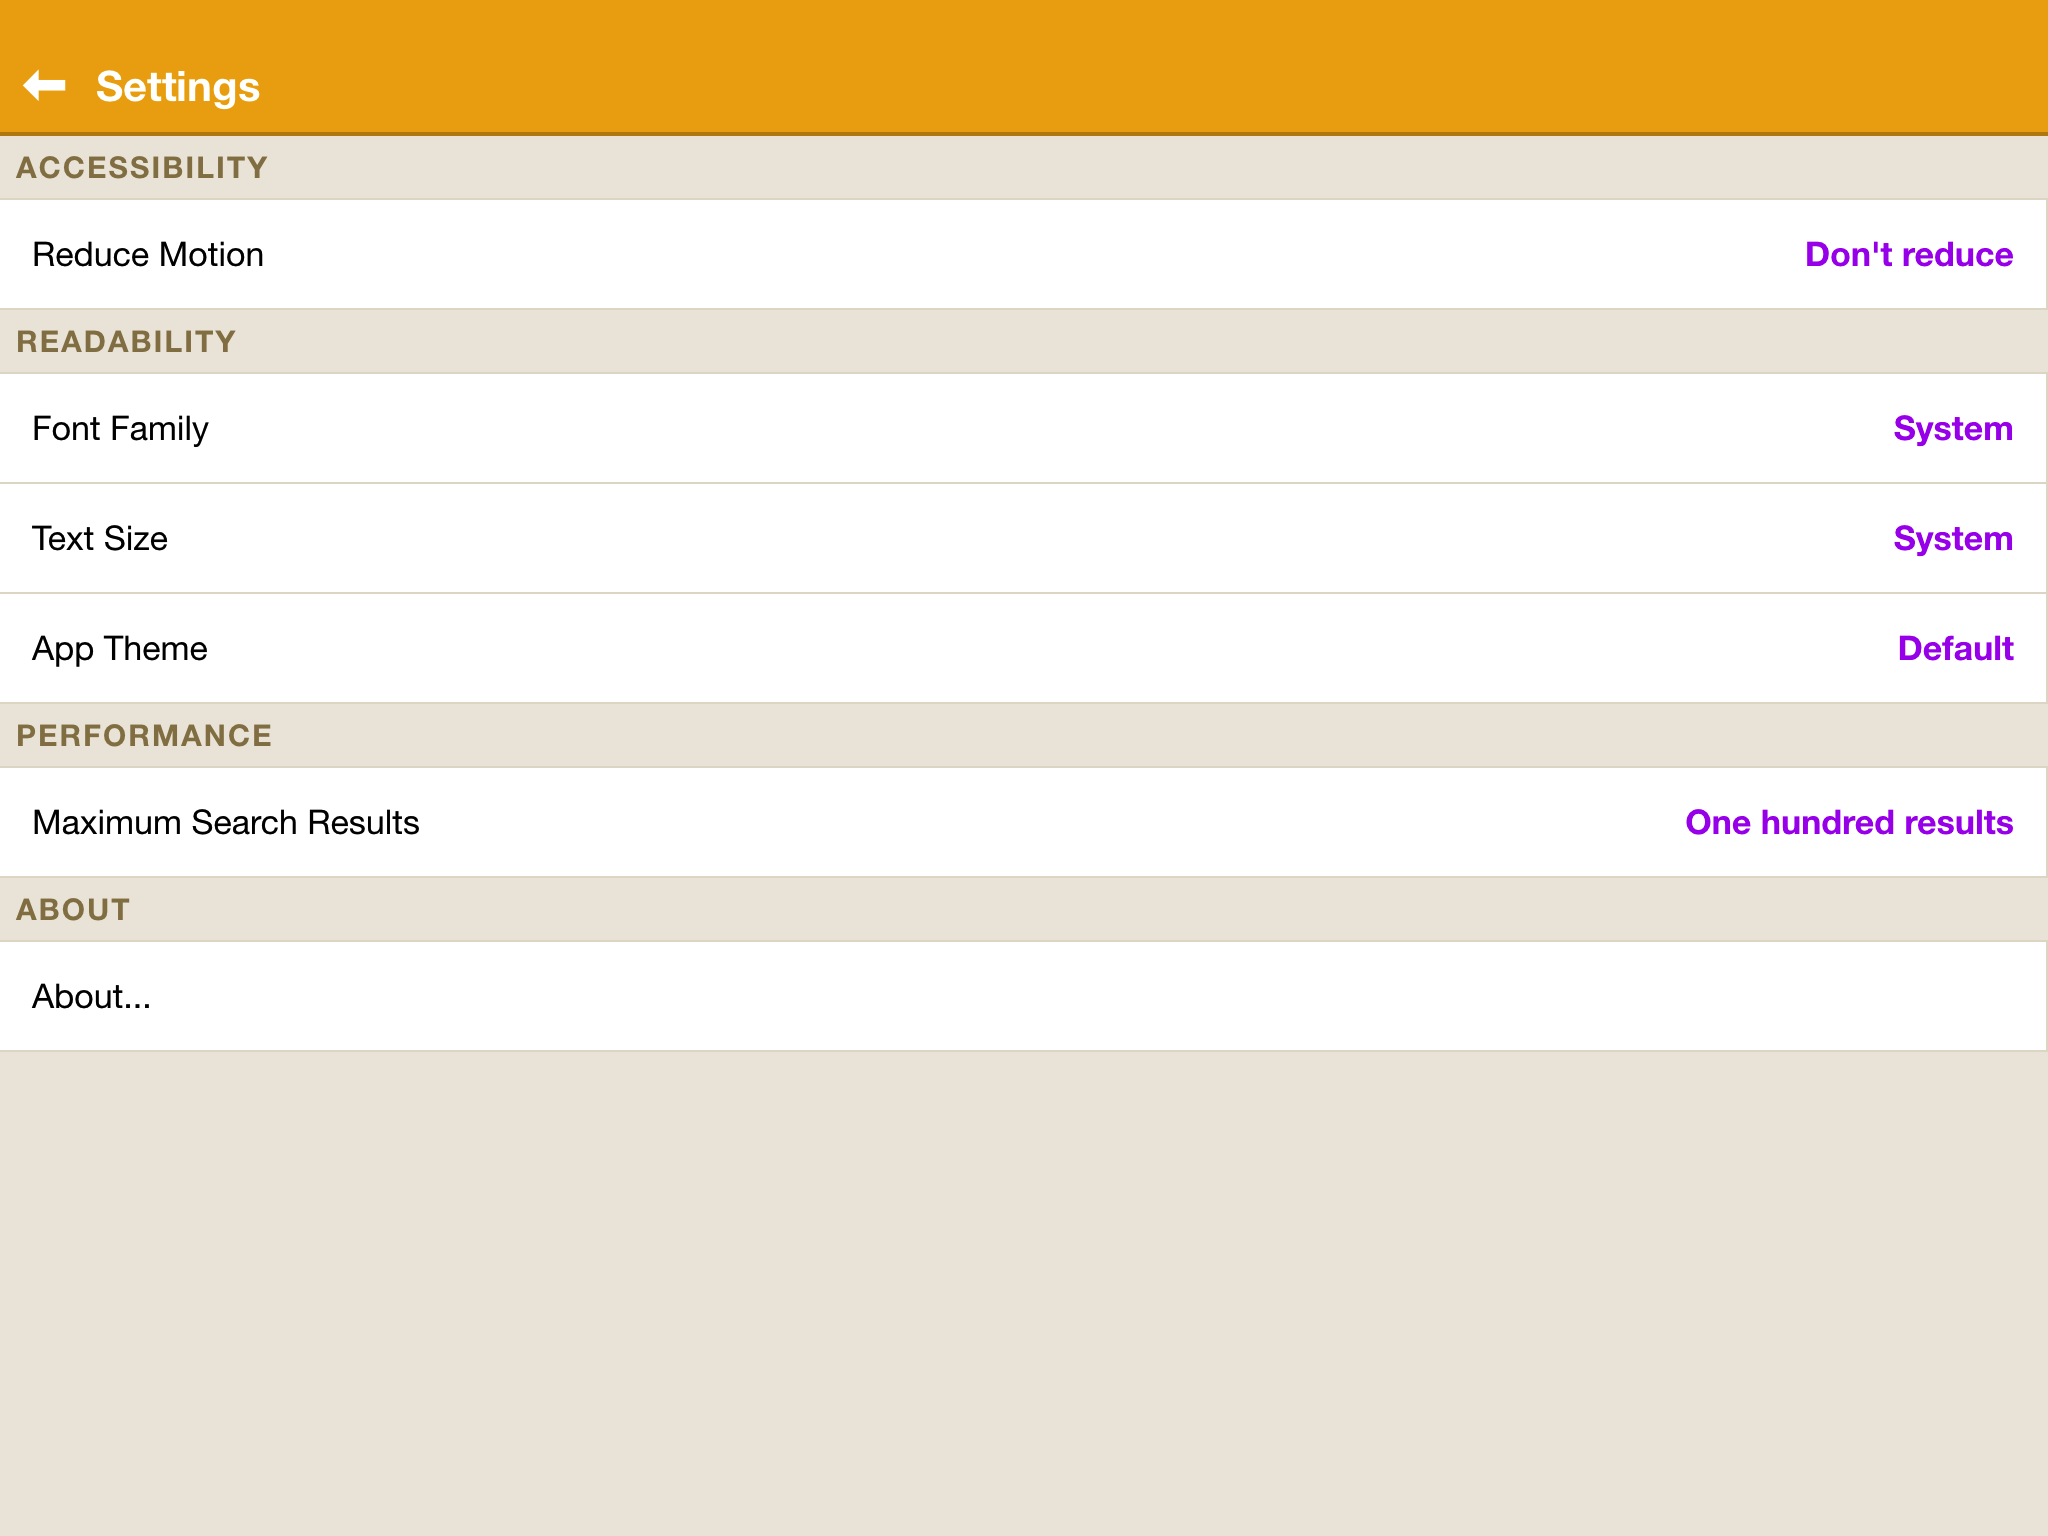 Settings
ACCESSIBILITY
Reduce Motion Don't reduce
READABILITY
Font Family System
Text Size System
App Theme Default
PERFORMANCE
Maximum Search Results One hundred results
ABOUT
About...